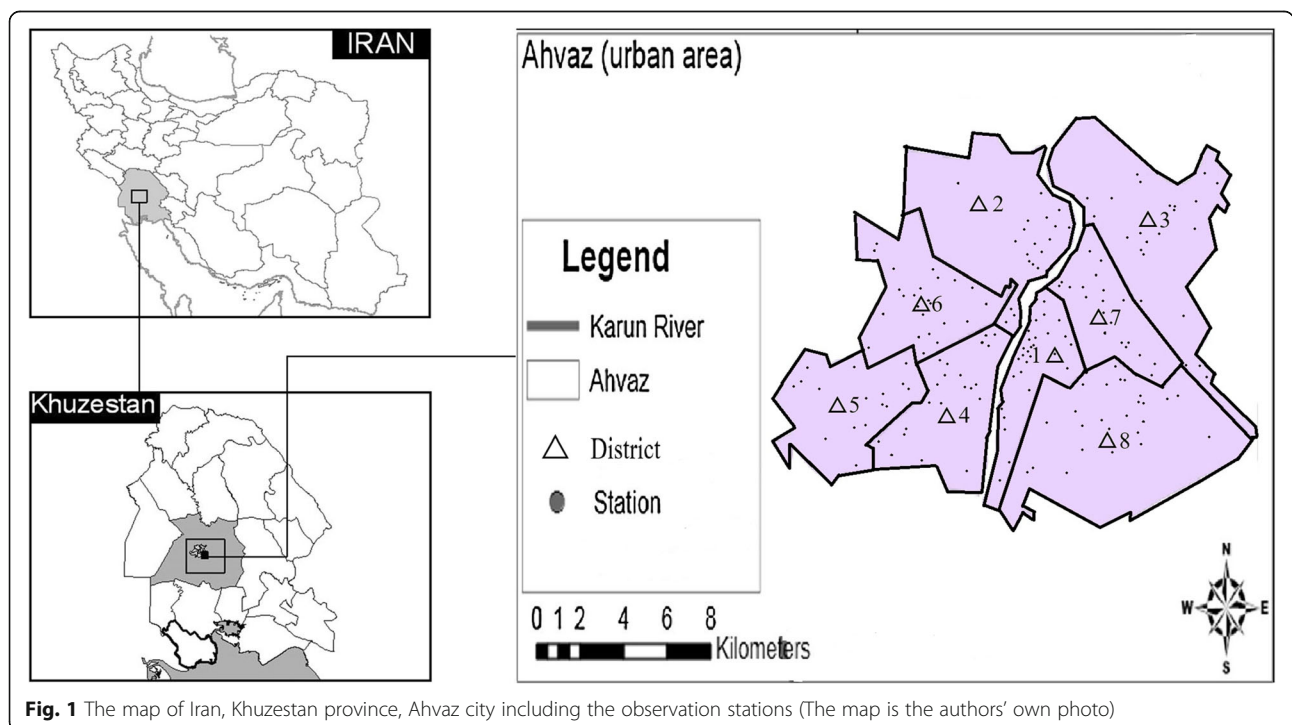 IRAN
Khuzestan
Ahvaz (urban area)
Legend
Karun River
Ahvaz
District
Station
0 1 2 4 6 8
Kilometers
2
3
6
7
1
5
4
8
N
W E
S
Fig. 1 The map of Iran, Khuzestan province, Ahvaz city including the observation stations (The map is the authors' own photo)